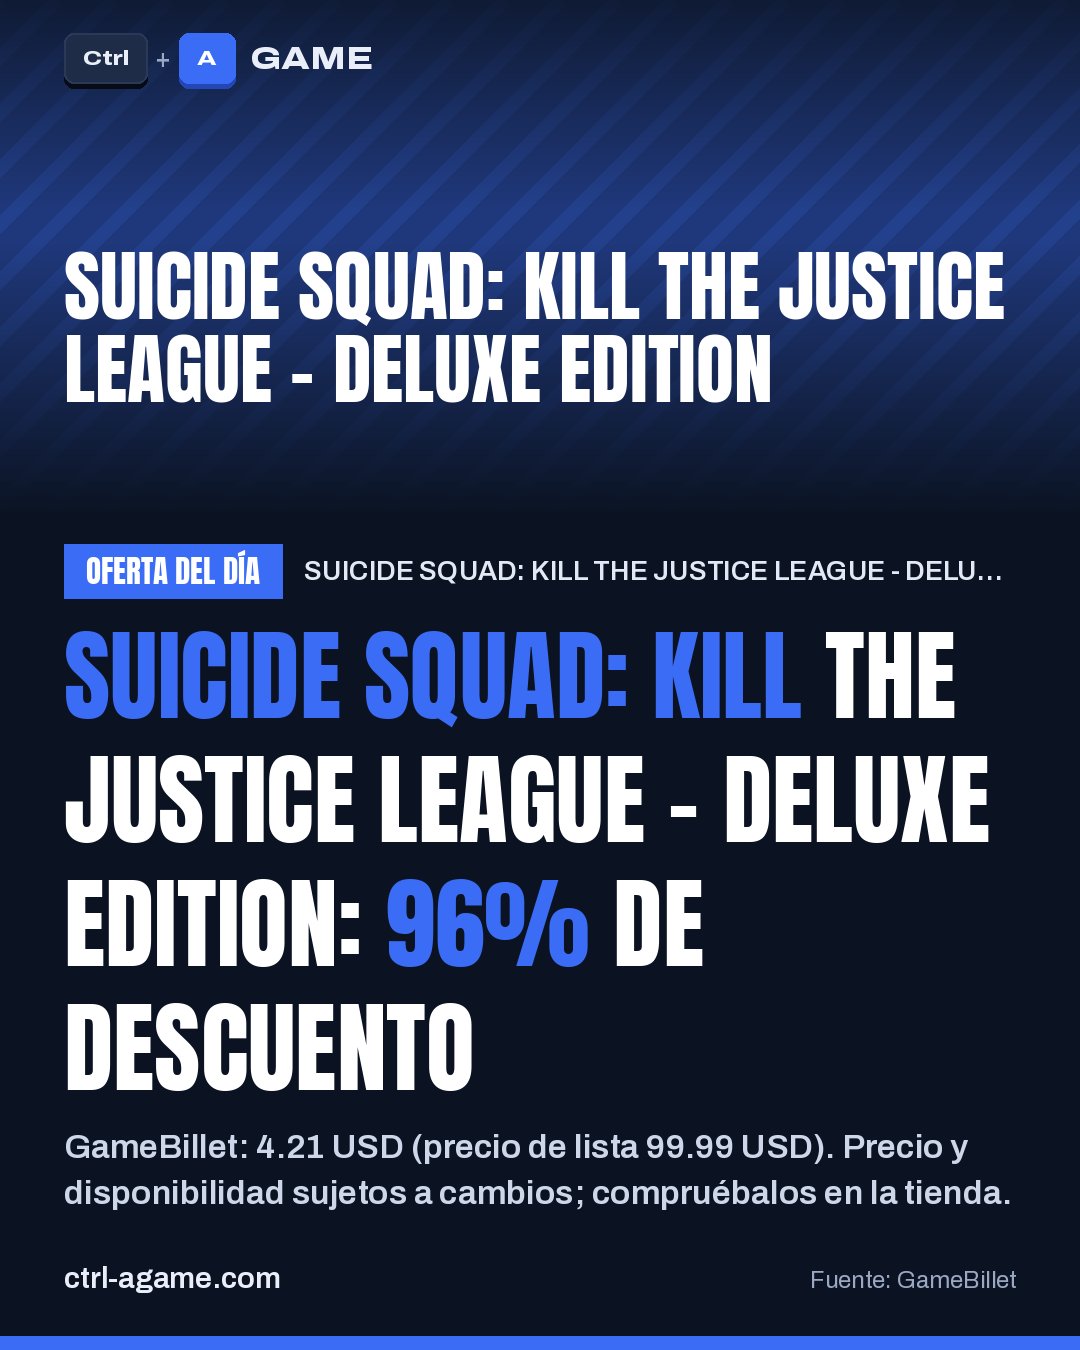 Ctrl + A GAME
SUICIDE SQUAD: KILL THE JUSTICE
LEAGUE - DELUXE EDITION
OFERTA DEL DÍA SUICIDE SQUAD: KILL THE JUSTICE LEAGUE - DELU...
SUICIDE SQUAD: KILL THE
JUSTICE LEAGUE - DELUXE
EDITION: 96% DE
DESCUENTO
GameBillet: 4.21 USD (precio de lista 99.99 USD). Precio y
disponibilidad sujetos a cambios; compruébalos en la tienda.
ctrl-agame.com Fuente: GameBillet